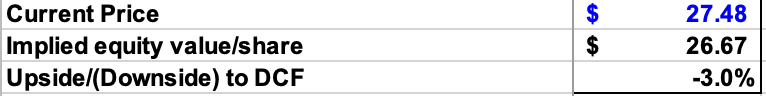 Current Price $ 27.48
Implied equity value/share $ 26.67
Upside/(Downside) to DCF -3.0%